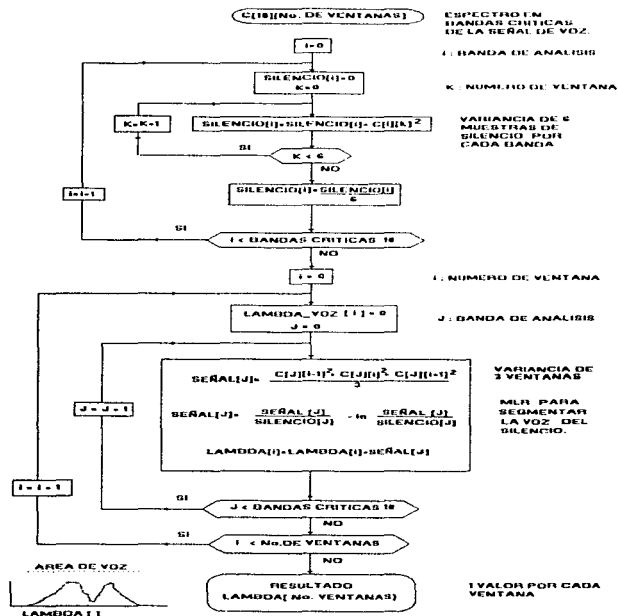 C[18][No. DE VENTANAS]
ESPECTRO EN
BANDAS CRITICAS
DE LA SEÑAL DE VOZ.
i=0
i : BANDA DE ANALISIS
SILENCIO[i]=0
K=0
K : NUMERO DE VENTANA
K=K+1
SILENCIO[i]=SILENCIO[i]+C[i][K]²
VARIANCIA DE 6
MUESTRAS DE
SILENCIO POR
CADA BANDA
SI
K < 6
NO
i=i+1
SILENCIO[i]=SILENCIO[i]
6
SI
i < BANDAS CRITICAS 18
NO
i = 0
i : NUMERO DE VENTANA
LAMBDA_VOZ [i] = 0
J = 0
J : BANDA DE ANALISIS
SEÑAL[J]= C[J][i-1]²+ C[J][i]²+ C[J][i+1]²
3
VARIANCIA DE
3 VENTANAS
J = J + 1
SEÑAL[J]= SEÑAL[J] - ln SEÑAL[J]
SILENCIO[J] SILENCIO[J]
MLR PARA
SEGMENTAR
LA VOZ DEL
SILENCIO.
LAMBDA[i]=LAMBDA[i]+SEÑAL[J]
i = i + 1
SI
J < BANDAS CRITICAS 18
NO
SI
i < No. DE VENTANAS
NO
AREA DE VOZ
LAMBDA [ ]
RESULTADO
LAMBDA[ No. VENTANAS]
1 VALOR POR CADA
VENTANA